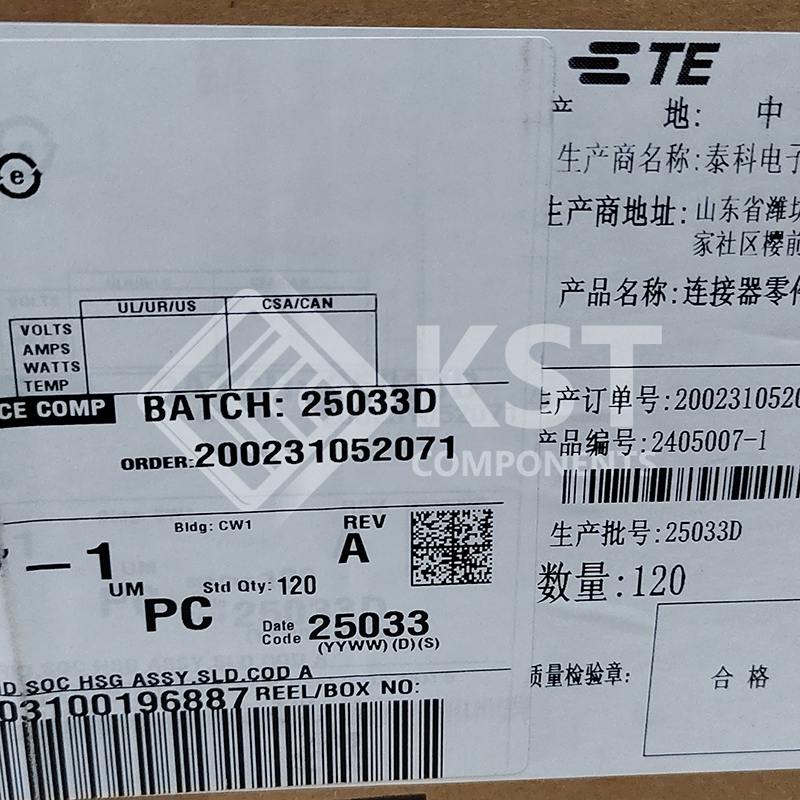 TE
产 地: 中
生产商名称:泰科电子
生产商地址:山东省潍坊
家社区樱前
产品名称:连接器零件
生产订单号:2002310520
产品编号:2405007-1
生产批号:25033D
数量:120
质量检验章:
合格
e
UL/UR/US CSA/CAN
VOLTS
AMPS
WATTS
TEMP
CE COMP BATCH: 25033D
ORDER:200231052071
Bldg: CW1
REV
A
-1
UM
PC
Std Qty: 120
Date Code 25033
(YYWW)(D)(S)
SOC HSG ASSY,SLD,COD A
03100196887 REEL/BOX NO:
KST
COMPONENTS